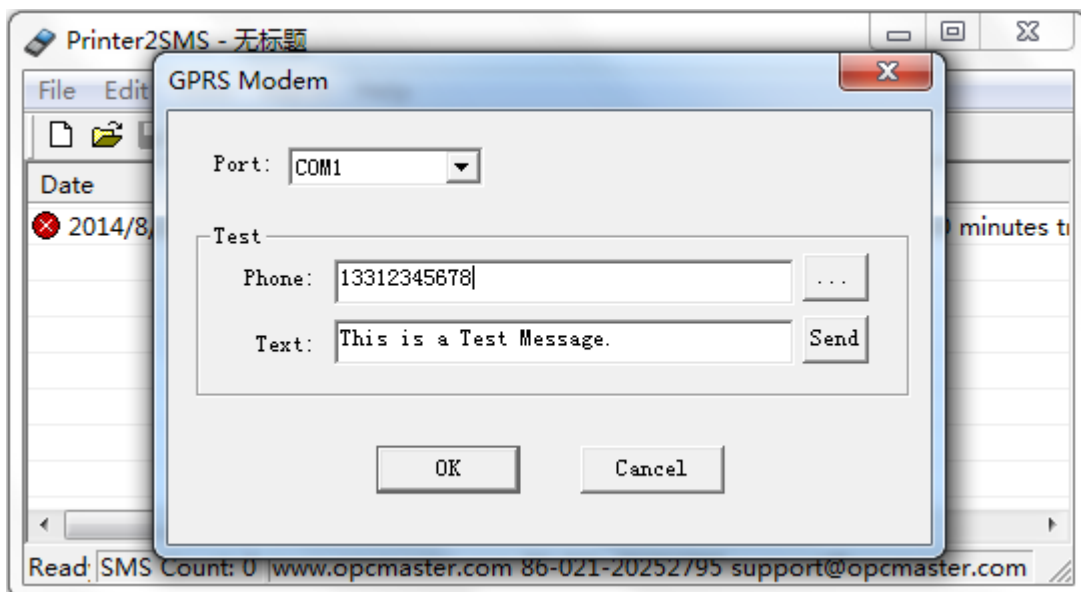 Printer2SMS - 无标题
File Edit
GPRS Modem
Port: COM1
Date
2014/8/ minutes
Test
Phone: 13312345678 ...
Text: This is a Test Message. Send
OK Cancel
Ready SMS Count: 0 www.opcmaster.com 86-021-20252795 support@opcmaster.com